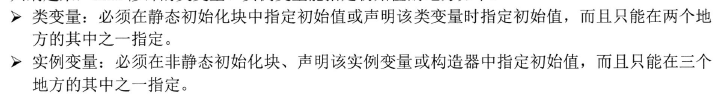 ➢ 类变量：必须在静态初始化块中指定初始值或声明该类变量时指定初始值，而且只能在两个地
方的其中之一指定。
➢ 实例变量：必须在非静态初始化块、声明该实例变量或构造器中指定初始值，而且只能在三个
地方的其中之一指定。